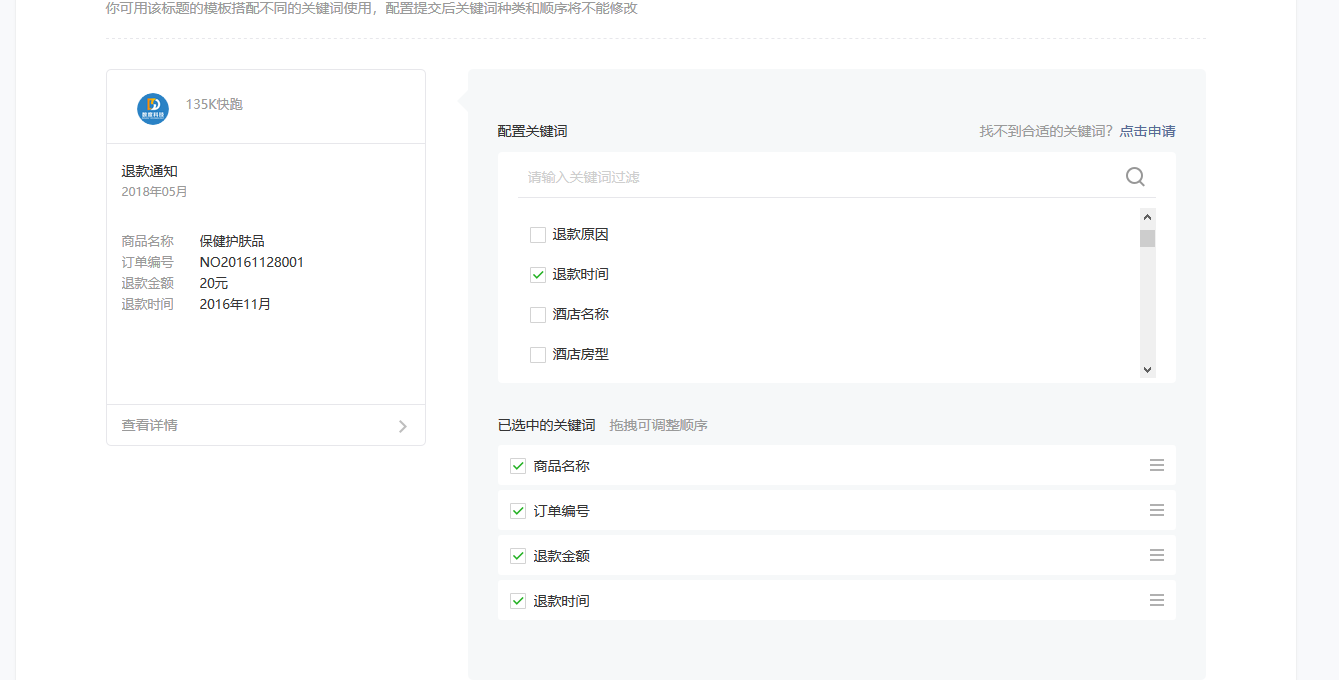 你可用该标题的模板搭配不同的关键词使用，配置提交后关键词种类和顺序将不能修改
135K快跑
退款通知
2018年05月
商品名称 保健护肤品
订单编号 NO20161128001
退款金额 20元
退款时间 2016年11月
查看详情
配置关键词 找不到合适的关键词？点击申请
请输入关键词过滤
退款原因
退款时间
酒店名称
酒店房型
已选中的关键词 拖拽可调整顺序
商品名称
订单编号
退款金额
退款时间